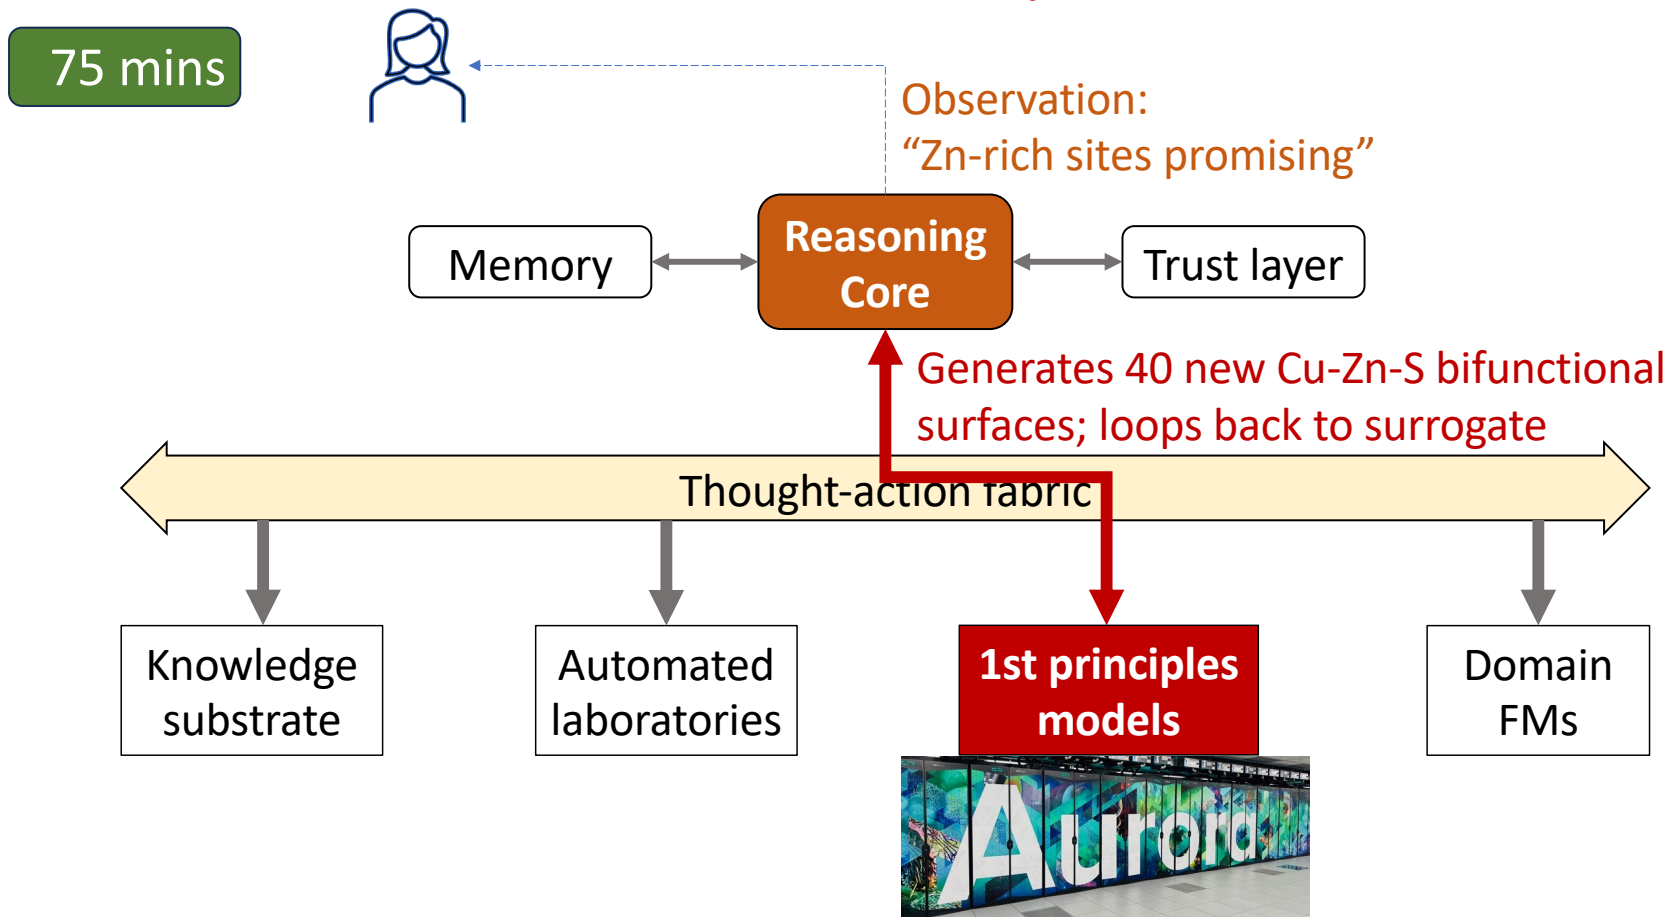 75 mins
Observation:
“Zn-rich sites promising”
Memory
Reasoning
Core
Trust layer
Generates 40 new Cu-Zn-S bifunctional
surfaces; loops back to surrogate
Thought-action fabric
Knowledge
substrate
Automated
laboratories
1st principles
models
Domain
FMs
Aurora